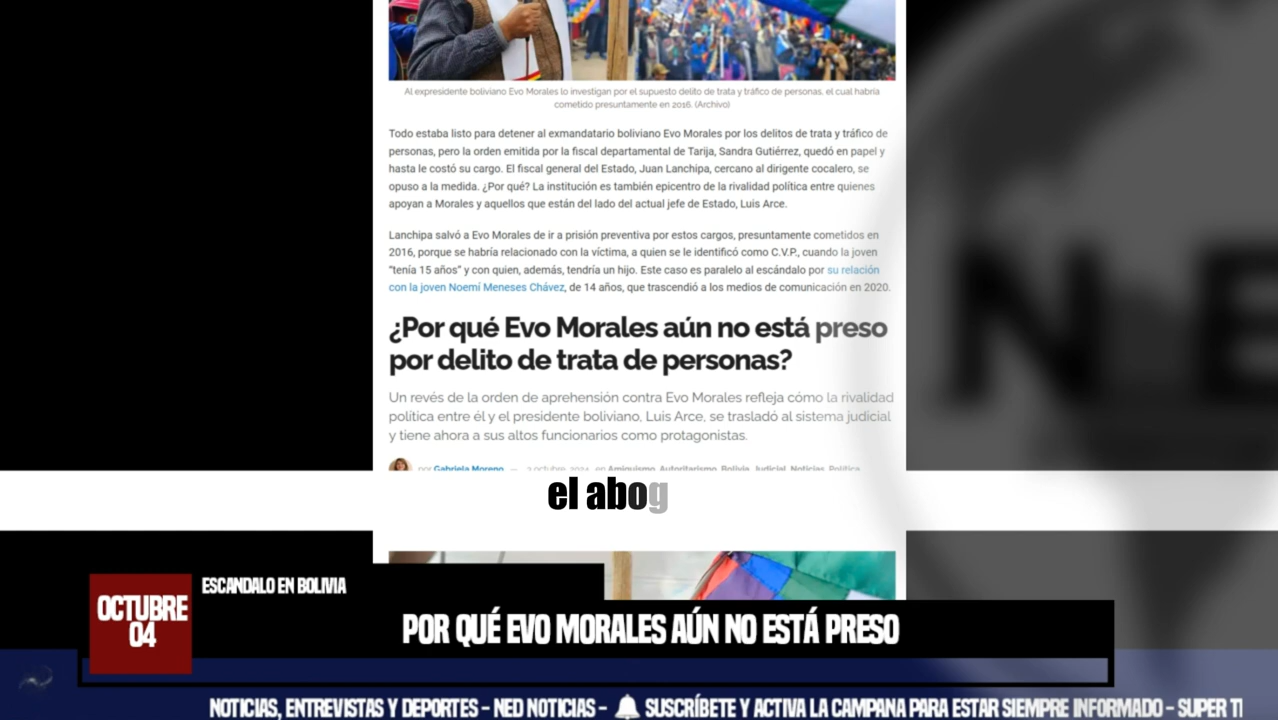 Al expresidente boliviano Evo Morales lo investigan por el supuesto delito de trata y tráfico de personas, el cual habría
cometido presuntamente en 2016. (Archivo)
Todo estaba listo para detener al exmandatario boliviano Evo Morales por los delitos de trata y tráfico de
personas, pero la orden emitida por la fiscal departamental de Tarija, Sandra Gutiérrez, quedó en papel y
hasta le costó su cargo. El fiscal general del Estado, Juan Lanchipa, cercano al dirigente cocalero, se
opuso a la medida. ¿Por qué? La institución es también epicentro de la rivalidad política entre quienes
apoyan a Morales y aquellos que están del lado del actual jefe de Estado, Luis Arce.
Lanchipa salvó a Evo Morales de ir a prisión preventiva por estos cargos, presuntamente cometidos en
2016, porque se habría relacionado con la víctima, a quien se le identificó como C.V.P., cuando la joven
“tenía 15 años” y con quien, además, tendría un hijo. Este caso es paralelo al escándalo por su relación
con la joven Noemí Meneses Chávez, de 14 años, que trascendió a los medios de comunicación en 2020.
¿Por qué Evo Morales aún no está preso
por delito de trata de personas?
Un revés de la orden de aprehensión contra Evo Morales refleja cómo la rivalidad
política entre él y el presidente boliviano, Luis Arce, se trasladó al sistema judicial
y tiene ahora a sus altos funcionarios como protagonistas.
por Gabriela Moreno — 3 octubre, 2024 en Amiguismo, Autoritarismo, Bolivia, Judicial, Noticias, Política
NE
el abog
ESCANDALO EN BOLIVIA
OCTUBRE
04
POR QUÉ EVO MORALES AÚN NO ESTÁ PRESO
NOTICIAS, ENTREVISTAS Y DEPORTES - NED NOTICIAS - SUSCRÍBETE Y ACTIVA LA CAMPANA PARA ESTAR SIEMPRE INFORMADO - SUPER